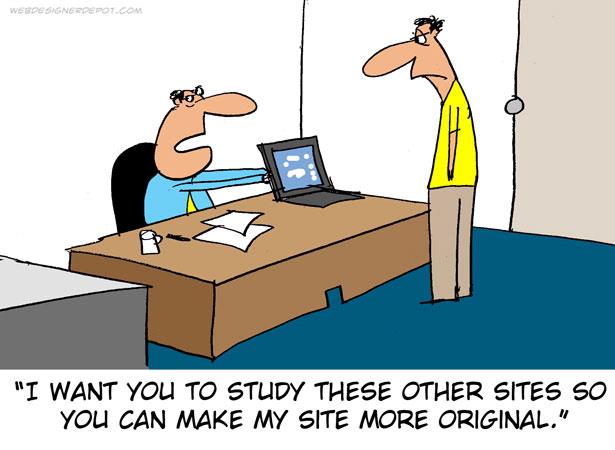 WEBDESIGNERDEPOT.COM
"I WANT YOU TO STUDY THESE OTHER SITES SO
YOU CAN MAKE MY SITE MORE ORIGINAL."